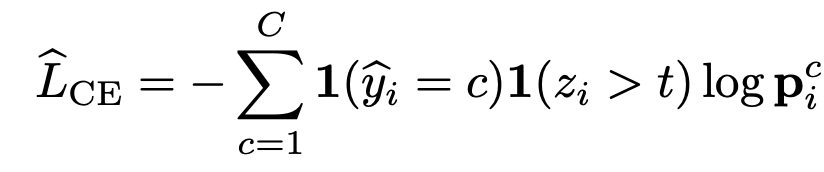 $\widehat{L}_{\mathrm{CE}} = -\sum_{c=1}^{C} \mathbf{1}(\widehat{y}_i = c)\mathbf{1}(z_i > t) \log \mathbf{p}_i^c$